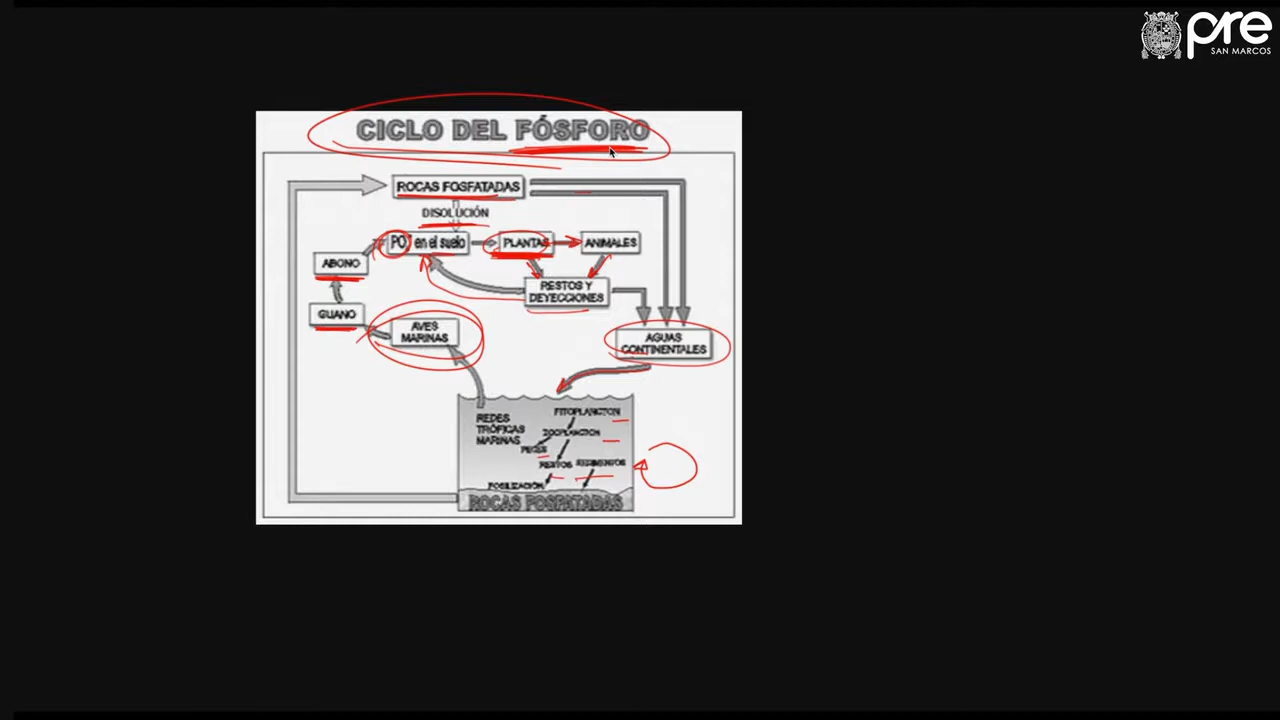 pre
SAN MARCOS
CICLO DEL FÓSFORO
ROCAS FOSFATADAS
DISOLUCIÓN
PO en el suelo
PLANTAS
ANIMALES
ABONO
RESTOS Y
DEYECCIONES
GUANO
AVES
MARINAS
AGUAS
CONTINENTALES
REDES
TRÓFICAS
MARINAS
FITOPLANCTON
ZOOPLANCTON
PECES
RESTOS
SEDIMENTOS
FOSILIZACIÓN
ROCAS FOSFATADAS